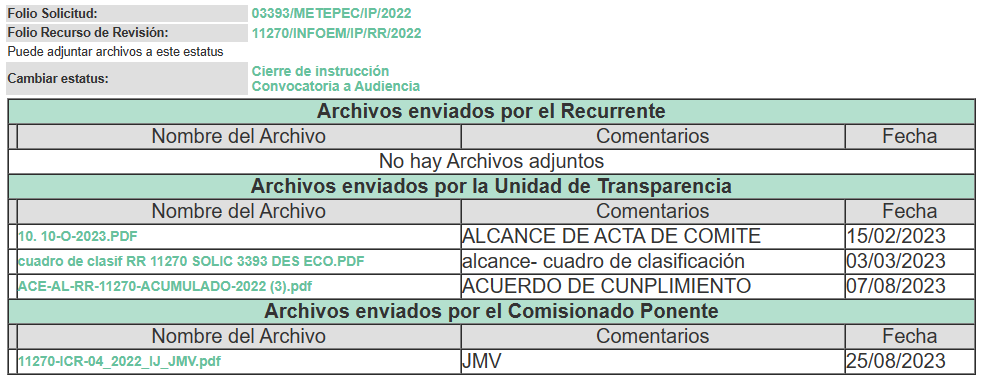 Folio Solicitud: 03393/METEPEC/IP/2022
Folio Recurso de Revisión: 11270/INFOEM/IP/RR/2022
Puede adjuntar archivos a este estatus
Cambiar estatus: Cierre de instrucción
Convocatoria a Audiencia
Archivos enviados por el Recurrente
Nombre del Archivo Comentarios Fecha
No hay Archivos adjuntos
Archivos enviados por la Unidad de Transparencia
Nombre del Archivo Comentarios Fecha
10. 10-O-2023.PDF ALCANCE DE ACTA DE COMITE 15/02/2023
cuadro de clasif RR 11270 SOLIC 3393 DES ECO.PDF alcance- cuadro de clasificación 03/03/2023
ACE-AL-RR-11270-ACUMULADO-2022 (3).pdf ACUERDO DE CUNPLIMIENTO 07/08/2023
Archivos enviados por el Comisionado Ponente
Nombre del Archivo Comentarios Fecha
11270-ICR-04_2022_IJ_JMV.pdf JMV 25/08/2023